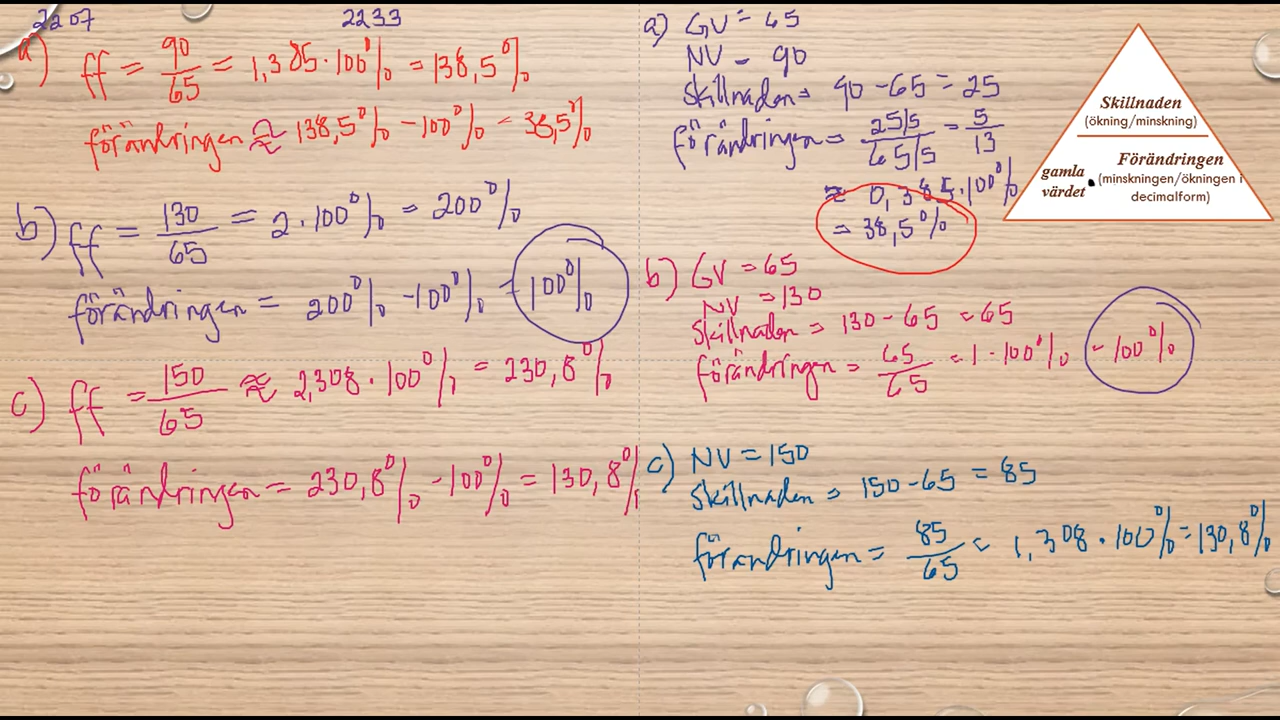 2207
2233
a) ff = 90/65 = 1,385·100% = 138,5%
förändringen ≈ 138,5% - 100% = 38,5%
b) ff = 130/65 = 2·100% = 200%
förändringen = 200% - 100% = 100%
c) ff = 150/65 ≈ 2,308·100% = 230,8%
förändringen = 230,8% - 100% = 130,8%
a) GV = 65
NV = 90
Skillnaden = 90 - 65 = 25
förändringen = 25/5 / 65/5 = 5/13
≈ 0,385·100%
= 38,5%
b) GV = 65
NV = 130
Skillnaden = 130 - 65 = 65
förändringen = 65/65 = 1·100% = 100%
c) NV = 150
Skillnaden = 150 - 65 = 85
förändringen = 85/65 = 1,308·100% = 130,8%
Skillnaden
(ökning/minskning)
gamla värdet
•
Förändringen
(minskningen/ökningen i
decimalform)